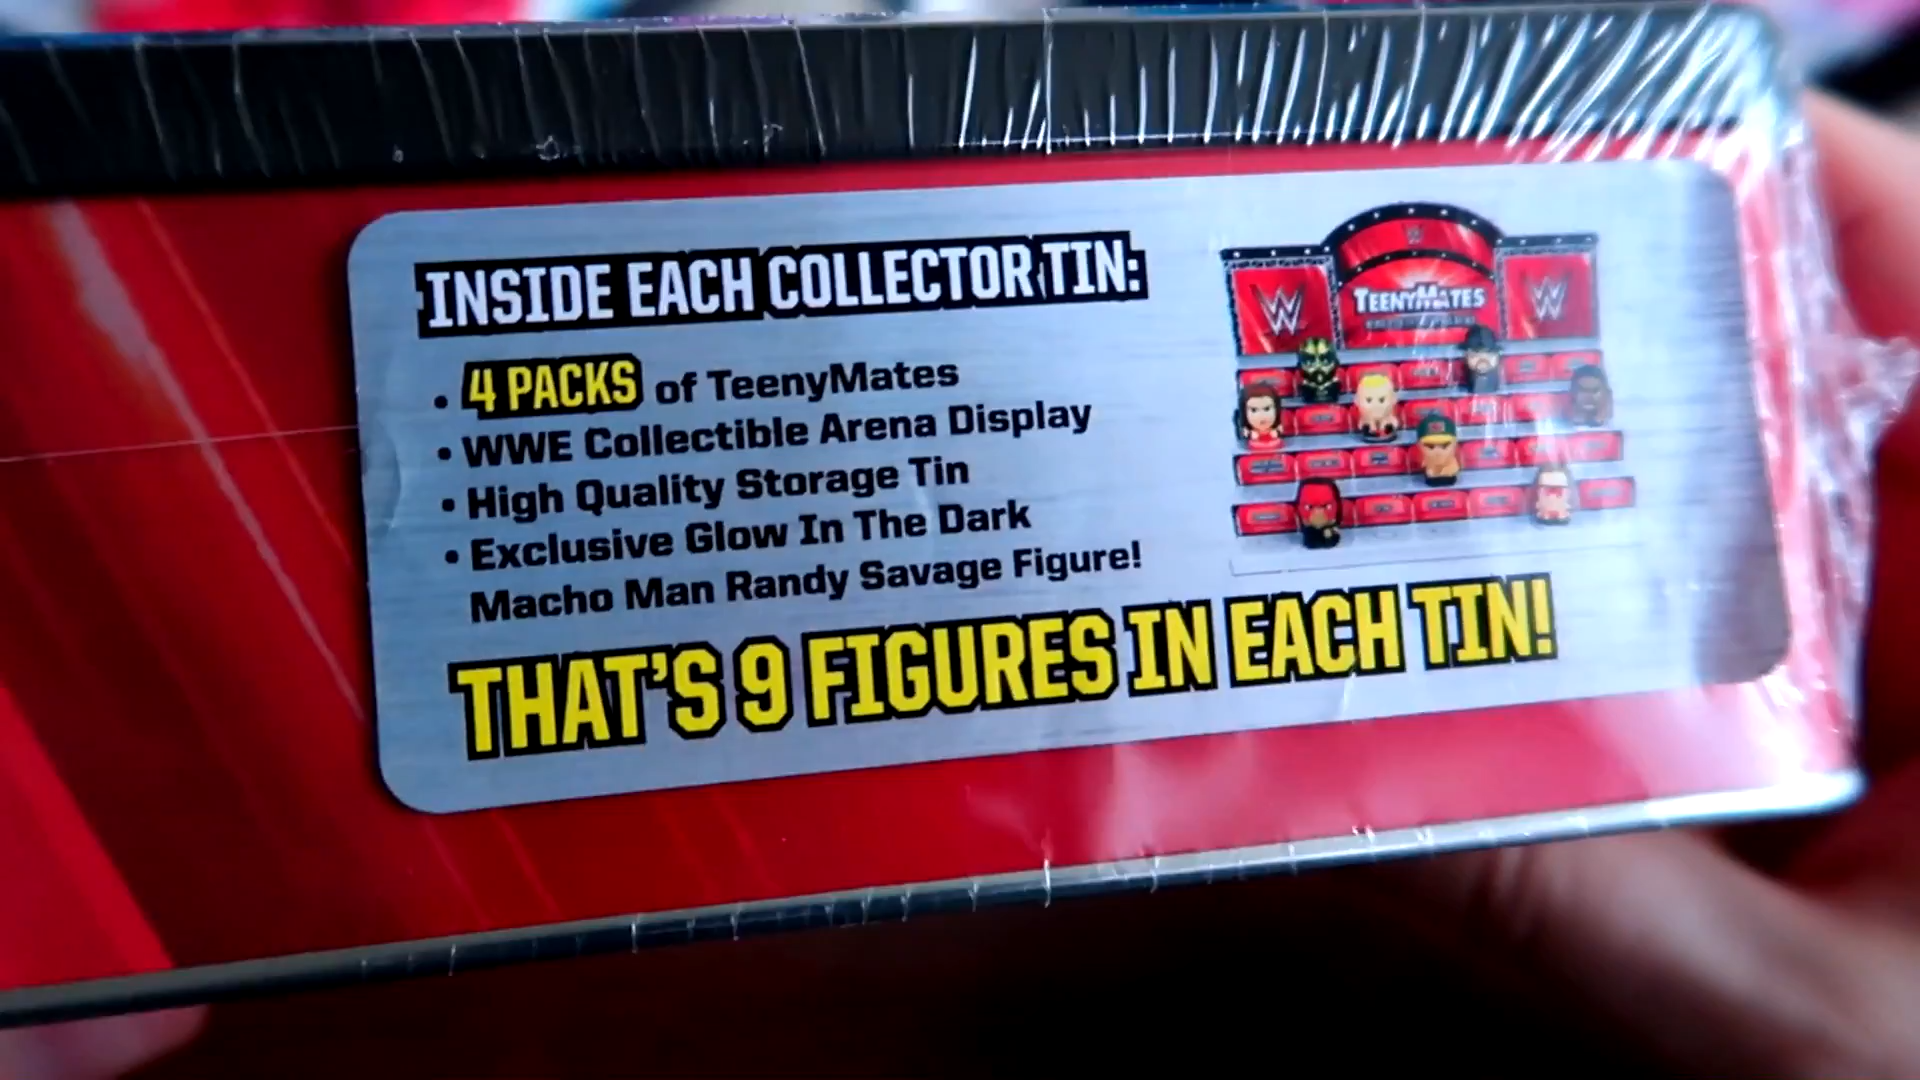 INSIDE EACH COLLECTOR TIN:
• 4 PACKS of TeenyMates
• WWE Collectible Arena Display
• High Quality Storage Tin
• Exclusive Glow In The Dark
Macho Man Randy Savage Figure!
THAT'S 9 FIGURES IN EACH TIN!
TEENYMATES